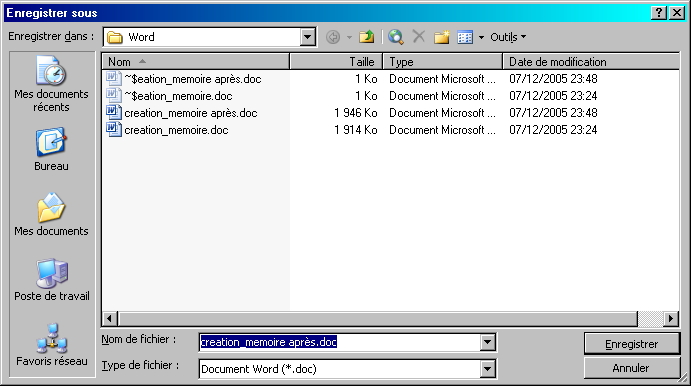 Enregistrer sous
Enregistrer dans : Word Outils
Nom Taille Type Date de modification
~$eation_memoire après.doc 1 Ko Document Microsoft ... 07/12/2005 23:48
~$eation_memoire.doc 1 Ko Document Microsoft ... 07/12/2005 23:24
creation_memoire après.doc 1 946 Ko Document Microsoft ... 07/12/2005 23:48
creation_memoire.doc 1 914 Ko Document Microsoft ... 07/12/2005 23:24
Mes documents
récents
Bureau
Mes documents
Poste de travail
Favoris réseau
Nom de fichier : creation_memoire après.doc Enregistrer
Type de fichier : Document Word (*.doc) Annuler